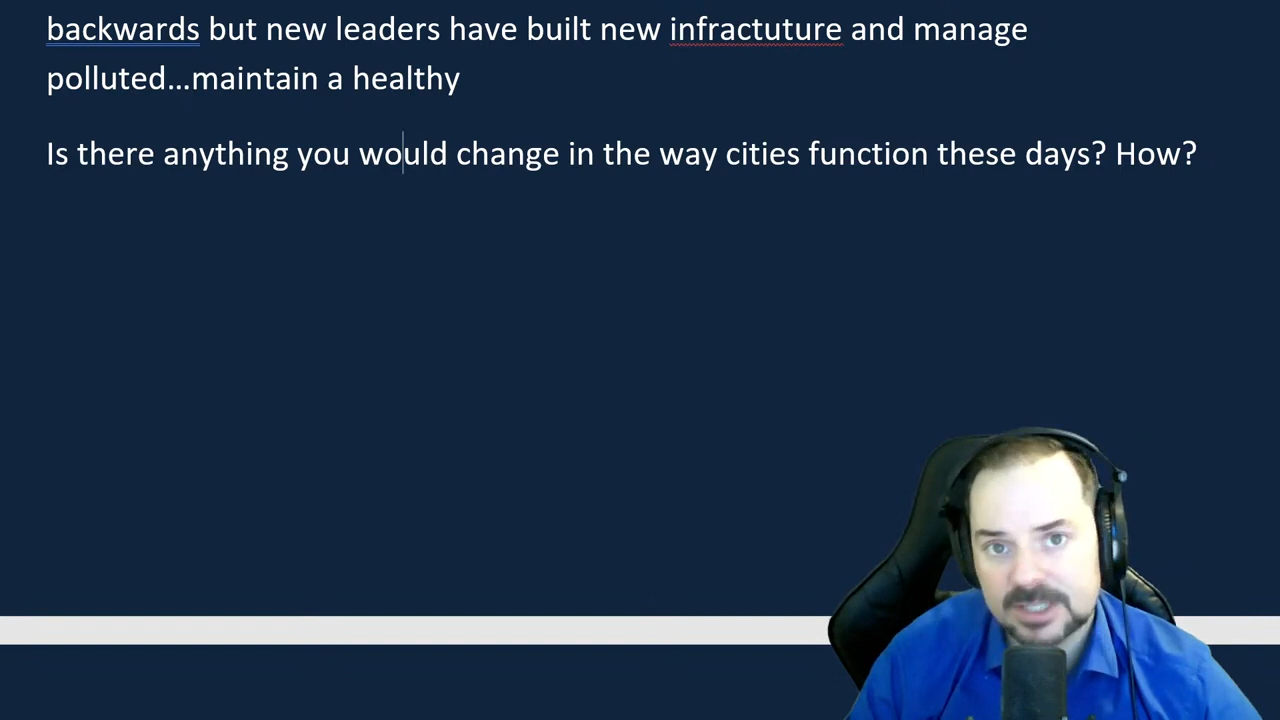 backwards but new leaders have built new infractuture and manage
polluted…maintain a healthy
Is there anything you would change in the way cities function these days? How?